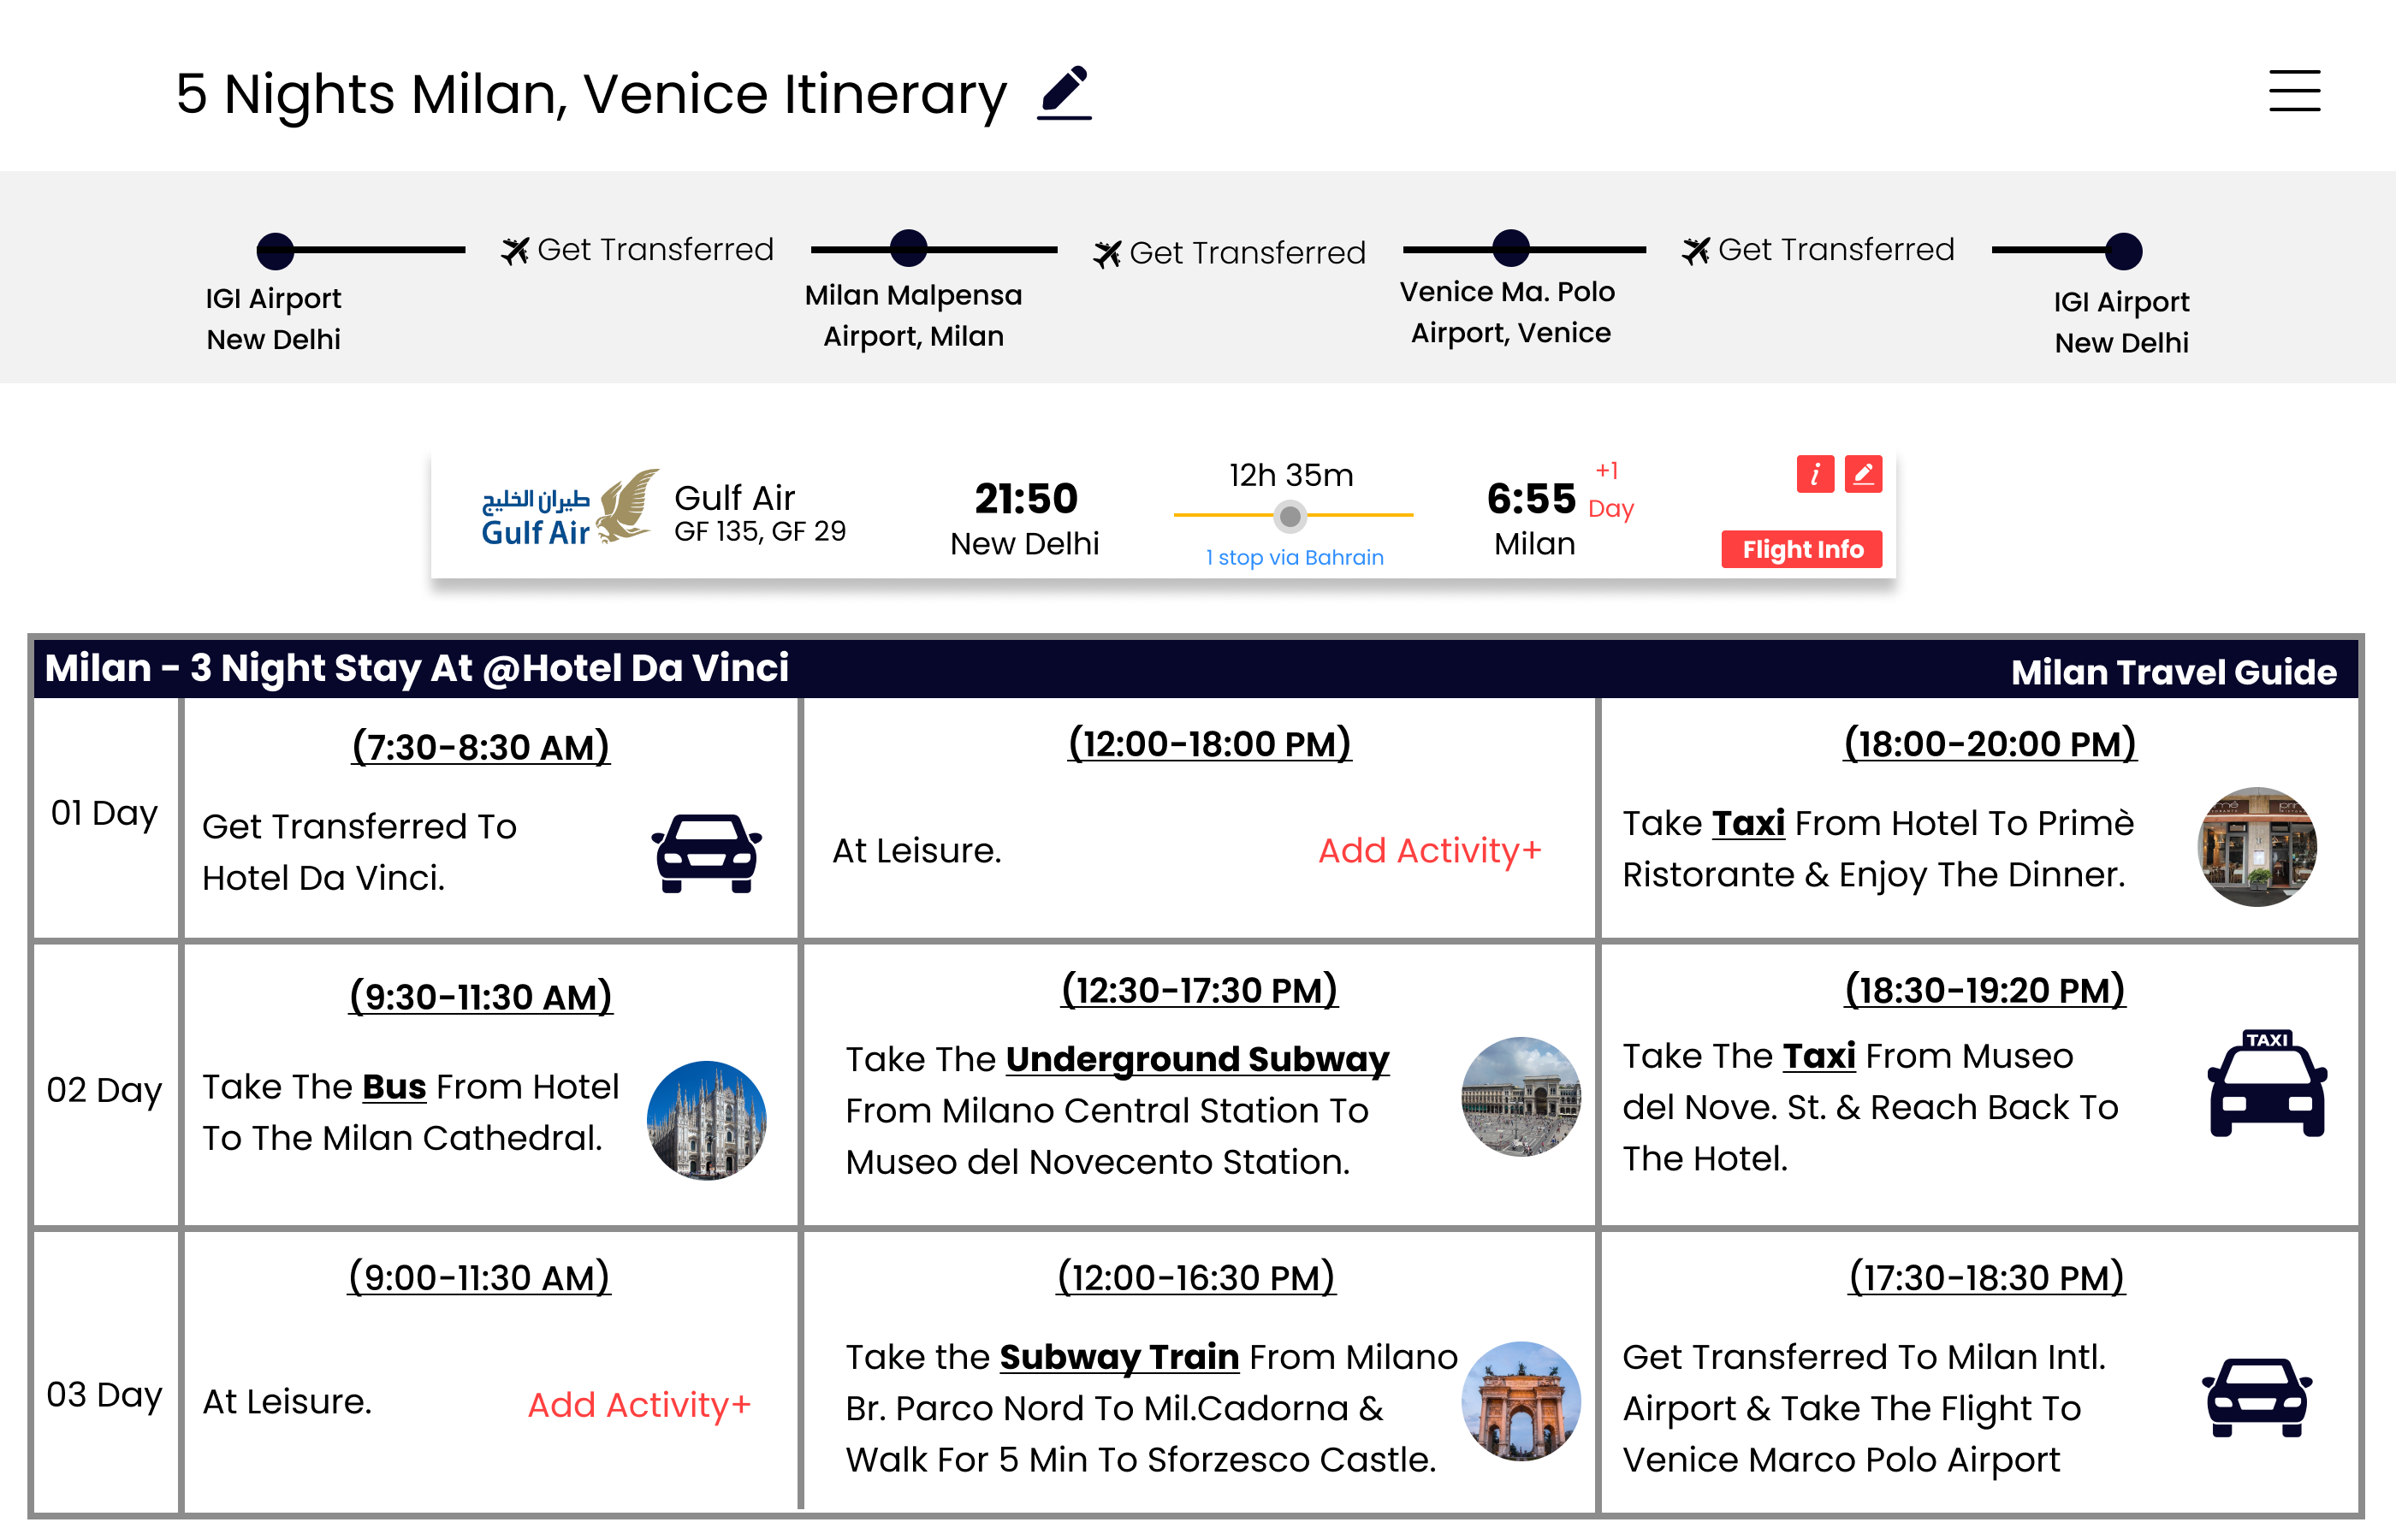 5 Nights Milan, Venice Itinerary
Get Transferred
Get Transferred
Get Transferred
IGI Airport
New Delhi
Milan Malpensa
Airport, Milan
Venice Ma. Polo
Airport, Venice
IGI Airport
New Delhi
طيران الخليج
Gulf Air
Gulf Air
GF 135, GF 29
21:50
New Delhi
12h 35m
1 stop via Bahrain
6:55
Milan
+1
Day
i
Flight Info
Milan - 3 Night Stay At @Hotel Da Vinci
Milan Travel Guide
01 Day
(7:30-8:30 AM)
Get Transferred To
Hotel Da Vinci.
(12:00-18:00 PM)
At Leisure.
Add Activity+
(18:00-20:00 PM)
Take Taxi From Hotel To Primè
Ristorante & Enjoy The Dinner.
02 Day
(9:30-11:30 AM)
Take The Bus From Hotel
To The Milan Cathedral.
(12:30-17:30 PM)
Take The Underground Subway
From Milano Central Station To
Museo del Novecento Station.
(18:30-19:20 PM)
Take The Taxi From Museo
del Nove. St. & Reach Back To
The Hotel.
TAXI
03 Day
(9:00-11:30 AM)
At Leisure.
Add Activity+
(12:00-16:30 PM)
Take the Subway Train From Milano
Br. Parco Nord To Mil.Cadorna &
Walk For 5 Min To Sforzesco Castle.
(17:30-18:30 PM)
Get Transferred To Milan Intl.
Airport & Take The Flight To
Venice Marco Polo Airport